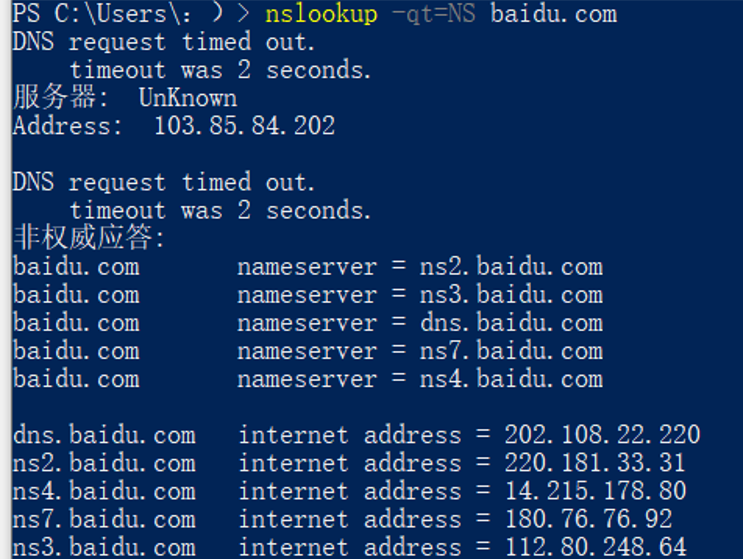 PS C:\Users\：）> nslookup -qt=NS baidu.com
DNS request timed out.
    timeout was 2 seconds.
服务器:  UnKnown
Address:  103.85.84.202

DNS request timed out.
    timeout was 2 seconds.
非权威应答:
baidu.com       nameserver = ns2.baidu.com
baidu.com       nameserver = ns3.baidu.com
baidu.com       nameserver = dns.baidu.com
baidu.com       nameserver = ns7.baidu.com
baidu.com       nameserver = ns4.baidu.com

dns.baidu.com   internet address = 202.108.22.220
ns2.baidu.com   internet address = 220.181.33.31
ns4.baidu.com   internet address = 14.215.178.80
ns7.baidu.com   internet address = 180.76.76.92
ns3.baidu.com   internet address = 112.80.248.64